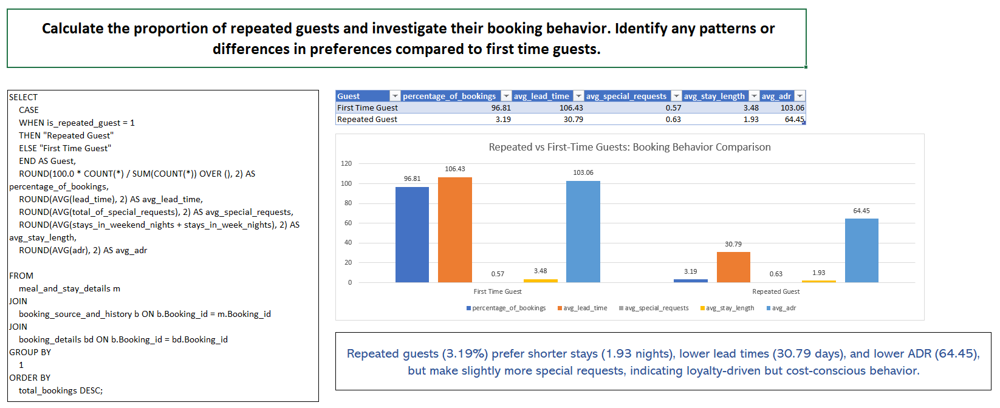 Calculate the proportion of repeated guests and investigate their booking behavior. Identify any patterns or
differences in preferences compared to first time guests.
SELECT
CASE
WHEN is_repeated_guest = 1
THEN "Repeated Guest"
ELSE "First Time Guest"
END AS Guest,
ROUND(100.0 * COUNT(*) / SUM(COUNT(*)) OVER (), 2) AS
percentage_of_bookings,
ROUND(AVG(lead_time), 2) AS avg_lead_time,
ROUND(AVG(total_of_special_requests), 2) AS avg_special_requests,
ROUND(AVG(stays_in_weekend_nights + stays_in_week_nights), 2) AS
avg_stay_length,
ROUND(AVG(adr), 2) AS avg_adr
FROM
meal_and_stay_details m
JOIN
booking_source_and_history b ON b.Booking_id = m.Booking_id
JOIN
booking_details bd ON b.Booking_id = bd.Booking_id
GROUP BY
1
ORDER BY
total_bookings DESC;
Guest percentage_of_bookings avg_lead_time avg_special_requests avg_stay_length avg_adr
First Time Guest 96.81 106.43 0.57 3.48 103.06
Repeated Guest 3.19 30.79 0.63 1.93 64.45
Repeated vs First-Time Guests: Booking Behavior Comparison
120
100
80
60
40
20
0
96.81 106.43 0.57 3.48 103.06
3.19 30.79 0.63 1.93 64.45
First Time Guest Repeated Guest
percentage_of_bookings avg_lead_time avg_special_requests avg_stay_length avg_adr
Repeated guests (3.19%) prefer shorter stays (1.93 nights), lower lead times (30.79 days), and lower ADR (64.45),
but make slightly more special requests, indicating loyalty-driven but cost-conscious behavior.